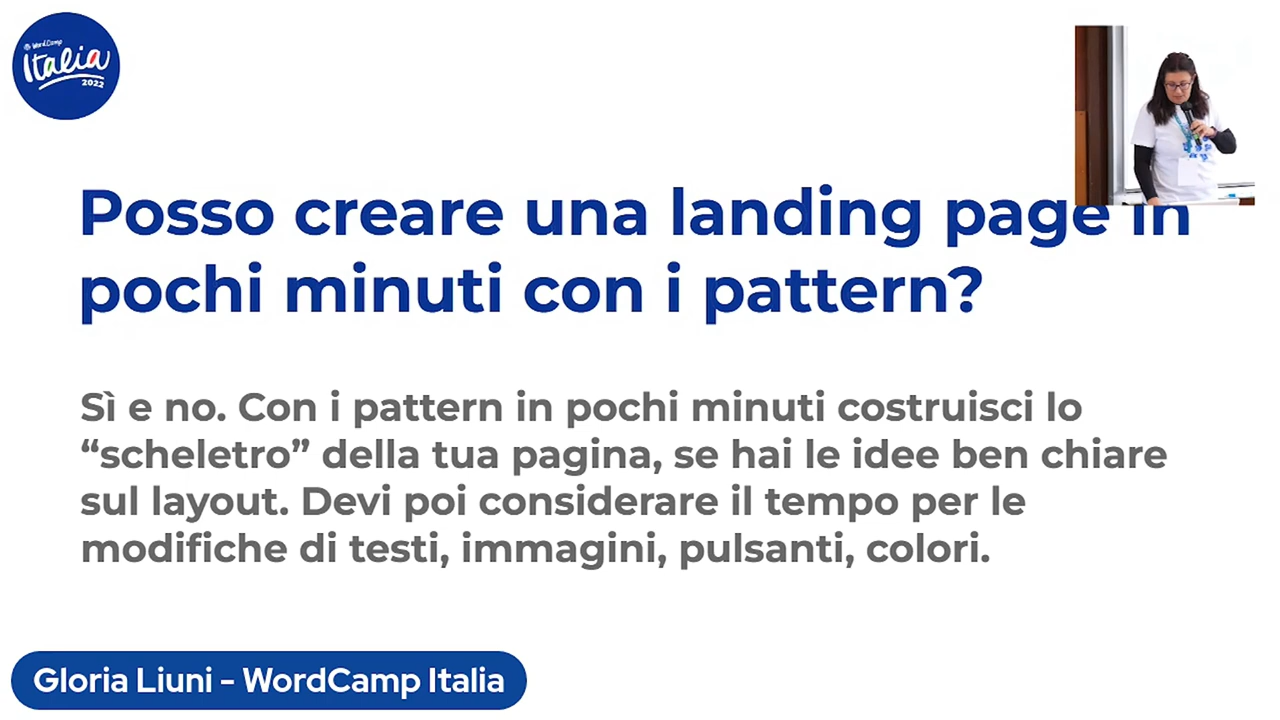 WordCamp
Italia
2022
Posso creare una landing page in
pochi minuti con i pattern?
Sì e no. Con i pattern in pochi minuti costruisci lo
“scheletro” della tua pagina, se hai le idee ben chiare
sul layout. Devi poi considerare il tempo per le
modifiche di testi, immagini, pulsanti, colori.
Gloria Liuni - WordCamp Italia